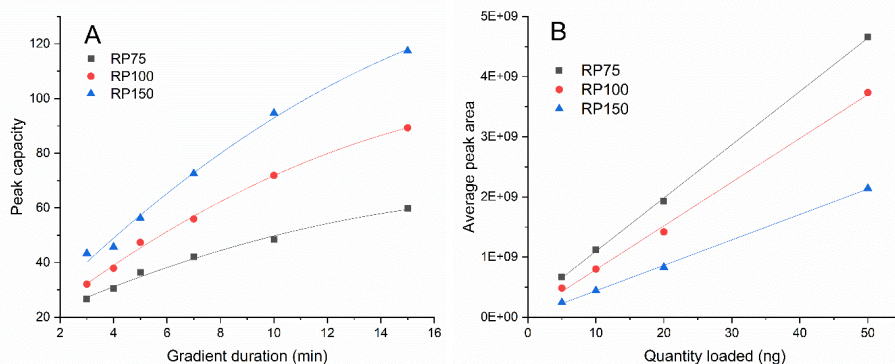 A
RP75
RP100
RP150
Peak capacity
120
100
80
60
40
20
2 4 6 8 10 12 14 16
Gradient duration (min)
B
RP75
RP100
RP150
Average peak area
5E+09
4E+09
3E+09
2E+09
1E+09
0E+00
0 10 20 30 40 50
Quantity loaded (ng)